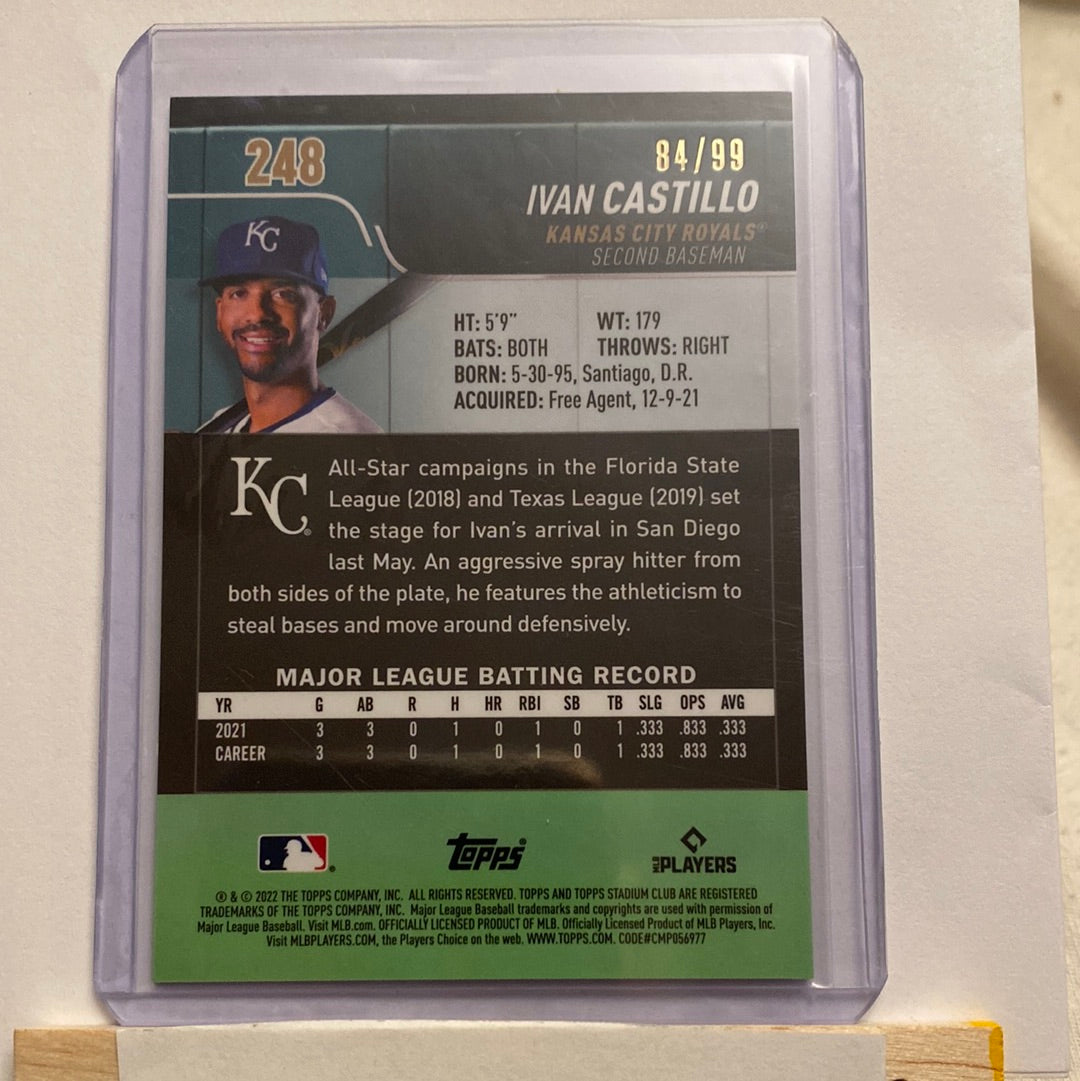 248
84/99
IVAN CASTILLO
KANSAS CITY ROYALS®
SECOND BASEMAN
KC
HT: 5'9" WT: 179
BATS: BOTH THROWS: RIGHT
BORN: 5-30-95, Santiago, D.R.
ACQUIRED: Free Agent, 12-9-21
KC®
All-Star campaigns in the Florida State
League (2018) and Texas League (2019) set
the stage for Ivan's arrival in San Diego
last May. An aggressive spray hitter from
both sides of the plate, he features the athleticism to
steal bases and move around defensively.
MAJOR LEAGUE BATTING RECORD
YR G AB R H HR RBI SB TB SLG OPS AVG
2021 3 3 0 1 0 1 0 1 .333 .833 .333
CAREER 3 3 0 1 0 1 0 1 .333 .833 .333
® topps® MLB PLAYERS
® & © 2022 THE TOPPS COMPANY, INC. ALL RIGHTS RESERVED. TOPPS AND TOPPS STADIUM CLUB ARE REGISTERED
TRADEMARKS OF THE TOPPS COMPANY, INC. Major League Baseball trademarks and copyrights are used with permission of
Major League Baseball. Visit MLB.com. OFFICIALLY LICENSED PRODUCT OF MLB. Officially Licensed Product of MLB Players, Inc.
Visit MLBPLAYERS.COM, the Players Choice on the web. WWW.TOPPS.COM. CODE#CMP056977